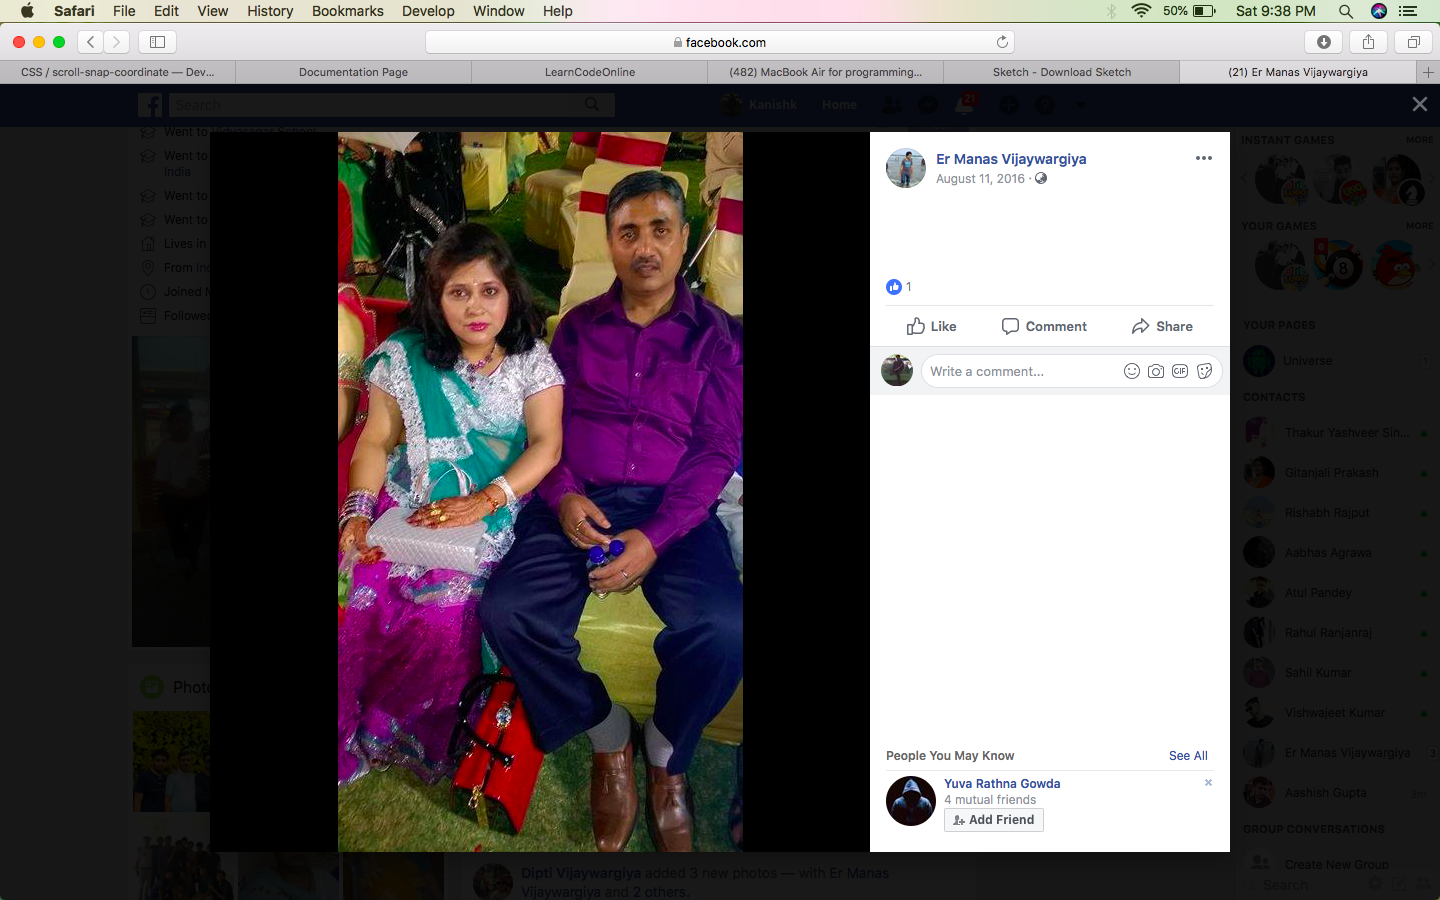 Safari File Edit View History Bookmarks Develop Window Help 50% Sat 9:38 PM
facebook.com
CSS / scroll-snap-coordinate — Dev... Documentation Page LearnCodeOnline (482) MacBook Air for programming... Sketch - Download Sketch (21) Er Manas Vijaywargiya
Search Kanishk Home 21
Went to
Went to
India
Went to
Went to
Lives in
From Ind
Joined M
Followed
Photo
Er Manas Vijaywargiya
August 11, 2016
1
Like Comment Share
Write a comment...
GIF
People You May Know See All
Yuva Rathna Gowda
4 mutual friends
Add Friend
Dipti Vijaywargiya added 3 new photos — with Er Manas
Vijaywargiya and 2 others.
INSTANT GAMES MORE
YOUR GAMES MORE
8
YOUR PAGES
Universe 1
CONTACTS
Thakur Yashveer Sin...
Gitanjali Prakash
Rishabh Rajput
Aabhas Agrawa
Atul Pandey
Rahul Ranjanraj
Sahil Kumar
Vishwajeet Kumar
Er Manas Vijaywargiya 3
Aashish Gupta
GROUP CONVERSATIONS
Create New Group
Search